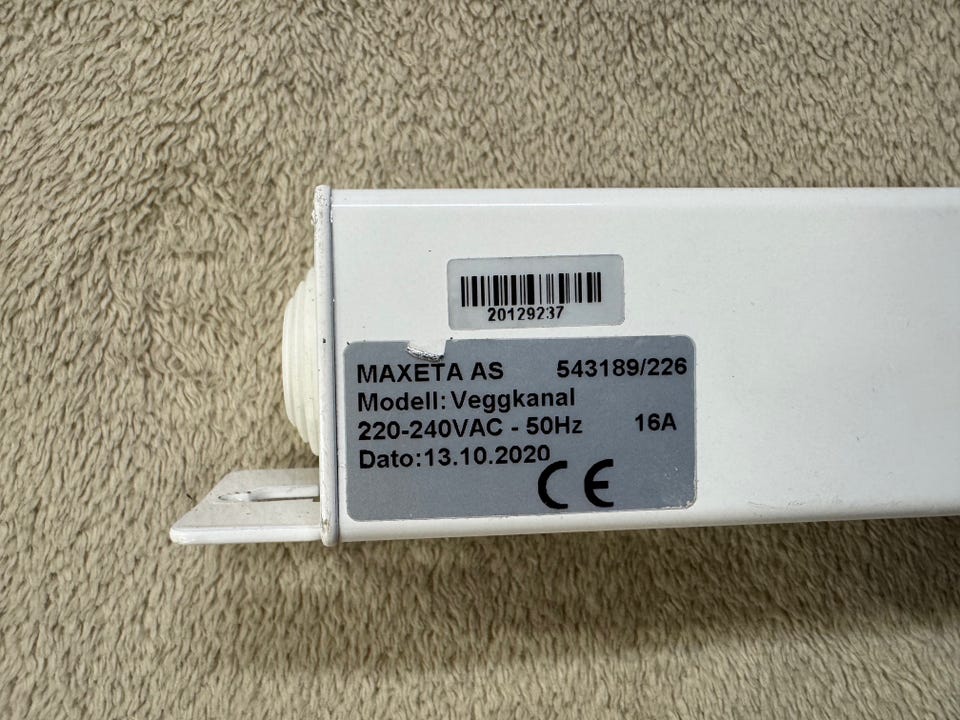 20129237
MAXETA AS 543189/226
Modell: Veggkanal
220-240VAC - 50Hz 16A
Dato:13.10.2020
CE